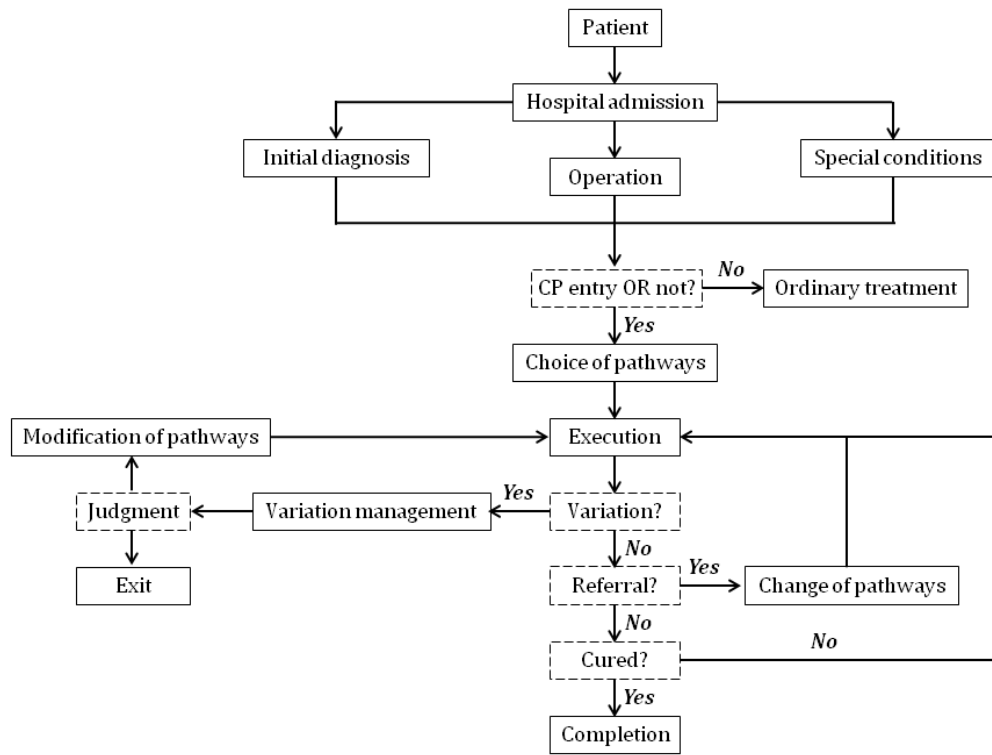 Patient
Hospital admission
Initial diagnosis
Operation
Special conditions
CP entry OR not?
No
Ordinary treatment
Yes
Choice of pathways
Modification of pathways
Execution
Judgment
Variation management
Yes
Variation?
No
Exit
Referral?
Yes
Change of pathways
No
Cured?
No
Yes
Completion